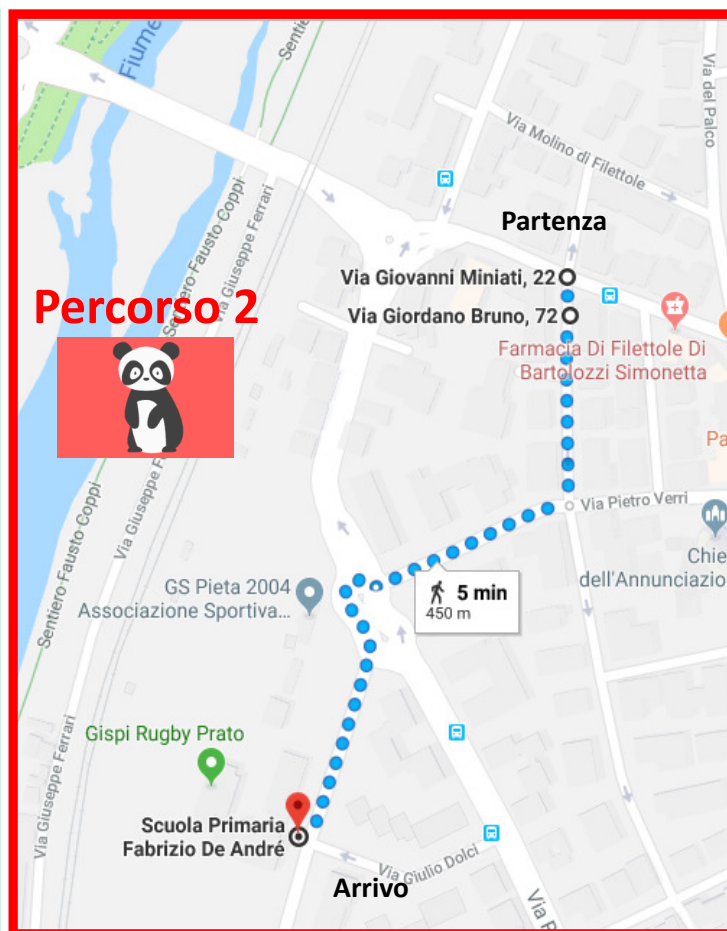 Fiume
Sentie
Via del Palco
Via Molino di Filettole
Sentiero Fausto Coppi
Via Giuseppe Ferrari
Partenza
Via Giovanni Miniati, 22
Via Giordano Bruno, 72
Percorso 2
Farmacia Di Filettole Di
Bartolozzi Simonetta
Pa
Via Giuseppe F
Via Pietro Verri
Sentiero Fausto Coppi
Chie
dell'Annunciazio
GS Pieta 2004
Associazione Sportiva...
5 min
450 m
Gispi Rugby Prato
Via Giuseppe Ferrari
Scuola Primaria
Fabrizio De André
Via Giulio Dolci
Arrivo
Via P